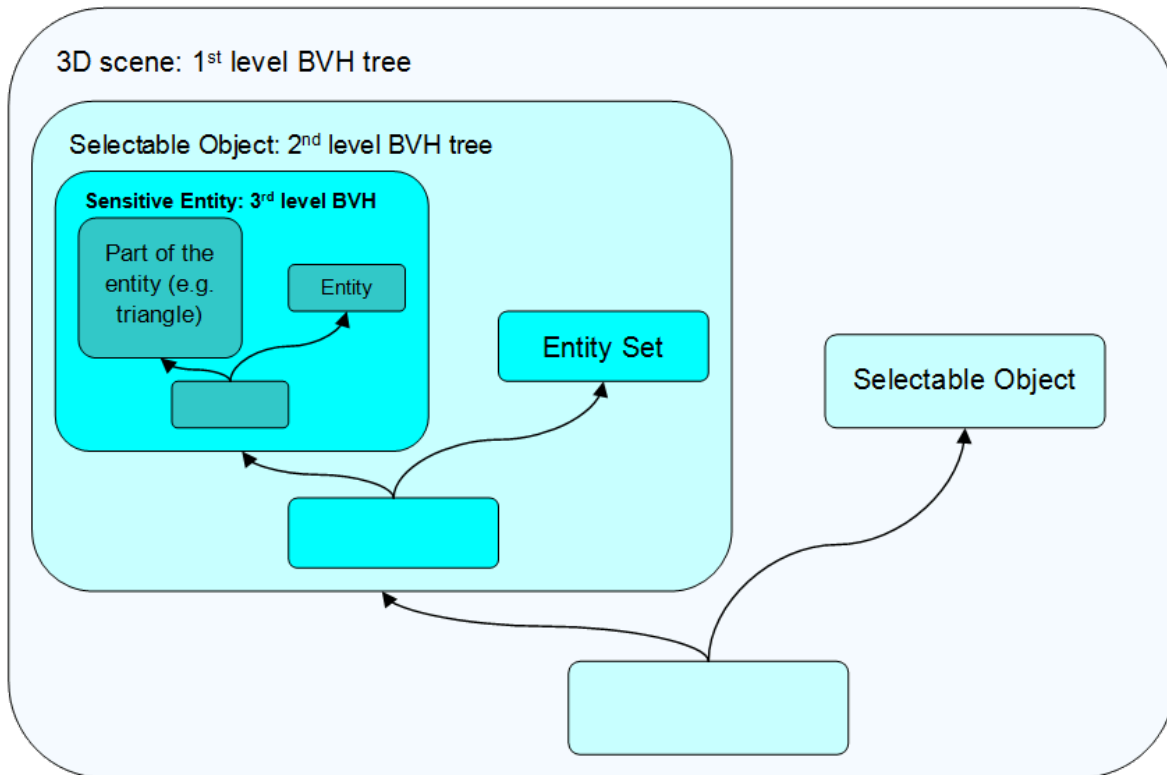 3D scene: 1st level BVH tree
Selectable Object: 2nd level BVH tree
Sensitive Entity: 3rd level BVH
Part of the
entity (e.g.
triangle)
Entity
Entity Set
Selectable Object